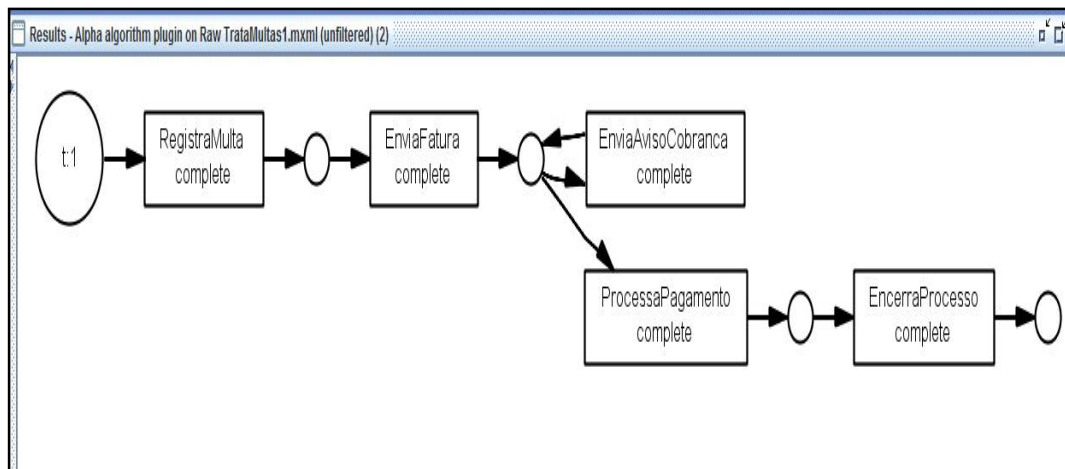 Results - Alpha algorithm plugin on Raw TrataMultas1.mxml (unfiltered) (2)
t:1
RegistraMulta
complete
EnviaFatura
complete
EnviaAvisoCobranca
complete
ProcessaPagamento
complete
EncerraProcesso
complete